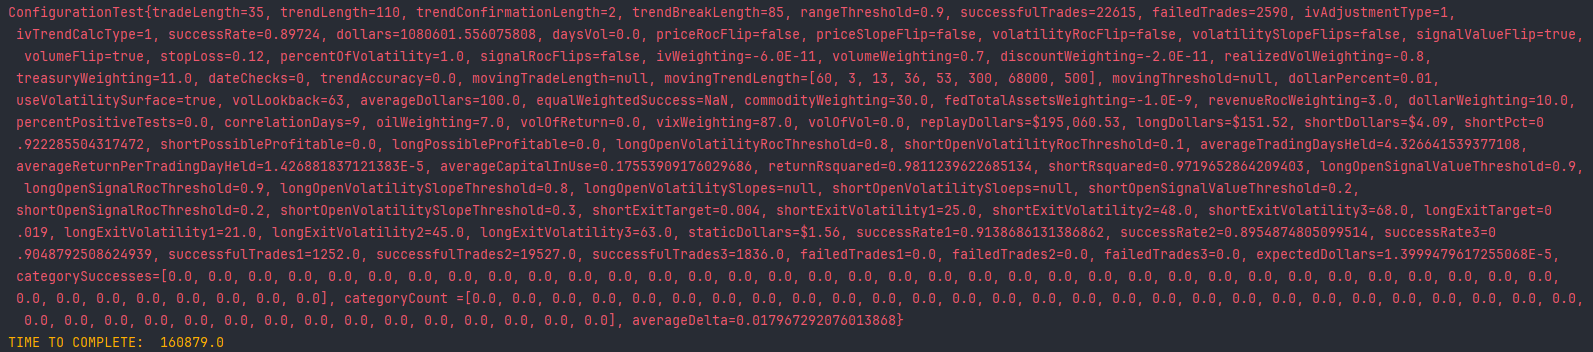 ConfigurationTest{tradeLength=35, trendLength=110, trendConfirmationLength=2, trendBreakLength=85, rangeThreshold=0.9, successfulTrades=22615, failedTrades=2590, ivAdjustmentType=1,
ivTrendCalcType=1, successRate=0.89724, dollars=1080601.556075808, daysVol=0.0, priceRocFlip=false, priceSlopeFlip=false, volatilityRocFlip=false, volatilitySlopeFlips=false, signalValueFlip=true,
volumeFlip=true, stopLoss=0.12, percentOfVolatility=1.0, signalRocFlips=false, ivWeighting=-6.0E-11, volumeWeighting=0.7, discountWeighting=-2.0E-11, realizedVolWeighting=-0.8,
treasuryWeighting=11.0, dateChecks=0, trendAccuracy=0.0, movingTradeLength=null, movingTrendLength=[60, 3, 13, 36, 53, 300, 68000, 500], movingThreshold=null, dollarPercent=0.01,
useVolatilitySurface=true, volLookback=63, averageDollars=100.0, equalWeightedSuccess=NaN, commodityWeighting=30.0, fedTotalAssetsWeighting=-1.0E-9, revenueRocWeighting=3.0, dollarWeighting=10.0,
percentPositiveTests=0.0, correlationDays=9, oilWeighting=7.0, volOfReturn=0.0, vixWeighting=87.0, volOfVol=0.0, replayDollars=$195,060.53, longDollars=$151.52, shortDollars=$4.09, shortPct=0
.922285504317472, shortPossibleProfitable=0.0, longPossibleProfitable=0.0, longOpenVolatilityRocThreshold=0.8, shortOpenVolatilityRocThreshold=0.1, averageTradingDaysHeld=4.326641539377108,
averageReturnPerTradingDayHeld=1.426881837121383E-5, averageCapitalInUse=0.17553909176029686, returnRsquared=0.9811239622685134, shortRsquared=0.9719652864209403, longOpenSignalValueThreshold=0.9,
longOpenSignalRocThreshold=0.9, longOpenVolatilitySlopeThreshold=0.8, longOpenVolatilitySlopes=null, shortOpenVolatilitySloeps=null, shortOpenSignalValueThreshold=0.2,
shortOpenSignalRocThreshold=0.2, shortOpenVolatilitySlopeThreshold=0.3, shortExitTarget=0.004, shortExitVolatility1=25.0, shortExitVolatility2=48.0, shortExitVolatility3=68.0, longExitTarget=0
.019, longExitVolatility1=21.0, longExitVolatility2=45.0, longExitVolatility3=63.0, staticDollars=$1.56, successRate1=0.9138686131386862, successRate2=0.8954874805099514, successRate3=0
.9048792508624939, successfulTrades1=1252.0, successfulTrades2=19527.0, successfulTrades3=1836.0, failedTrades1=0.0, failedTrades2=0.0, failedTrades3=0.0, expectedDollars=1.3999479617255068E-5,
categorySuccesses=[0.0, 0.0, 0.0, 0.0, 0.0, 0.0, 0.0, 0.0, 0.0, 0.0, 0.0, 0.0, 0.0, 0.0, 0.0, 0.0, 0.0, 0.0, 0.0, 0.0, 0.0, 0.0, 0.0, 0.0, 0.0, 0.0, 0.0, 0.0, 0.0, 0.0, 0.0, 0.0, 0.0, 0.0, 0.0,
0.0, 0.0, 0.0, 0.0, 0.0, 0.0, 0.0, 0.0], categoryCount =[0.0, 0.0, 0.0, 0.0, 0.0, 0.0, 0.0, 0.0, 0.0, 0.0, 0.0, 0.0, 0.0, 0.0, 0.0, 0.0, 0.0, 0.0, 0.0, 0.0, 0.0, 0.0, 0.0, 0.0, 0.0, 0.0, 0.0, 0.0,
0.0, 0.0, 0.0, 0.0, 0.0, 0.0, 0.0, 0.0, 0.0, 0.0, 0.0, 0.0, 0.0, 0.0, 0.0], averageDelta=0.017967292076013868}
TIME TO COMPLETE: 160879.0